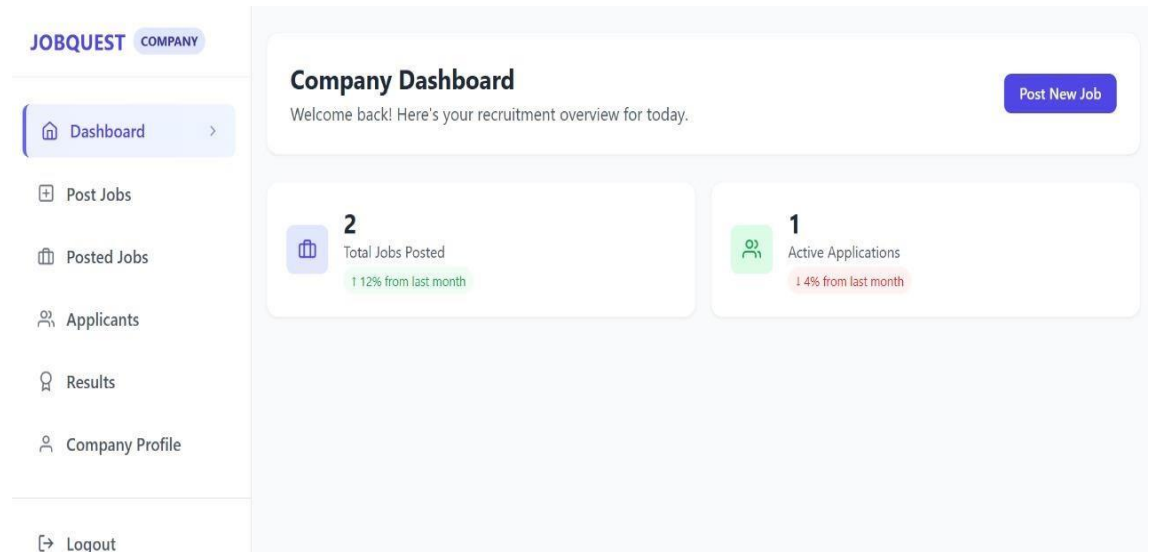 JOBQUEST COMPANY
Dashboard
Post Jobs
Posted Jobs
Applicants
Results
Company Profile
Logout
Company Dashboard
Welcome back! Here's your recruitment overview for today.
Post New Job
2
Total Jobs Posted
↑ 12% from last month
1
Active Applications
↓ 4% from last month